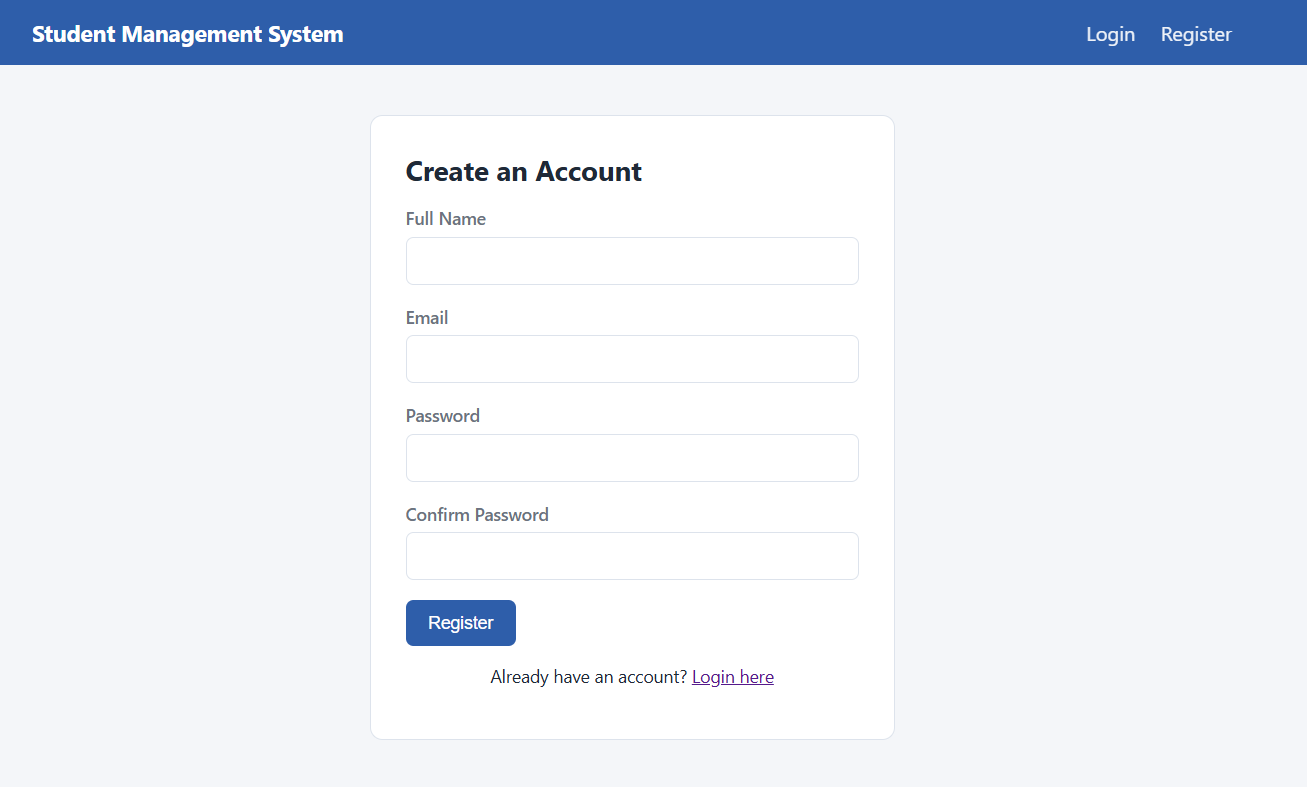 Student Management System
Login Register
Create an Account
Full Name
Email
Password
Confirm Password
Register
Already have an account? Login here